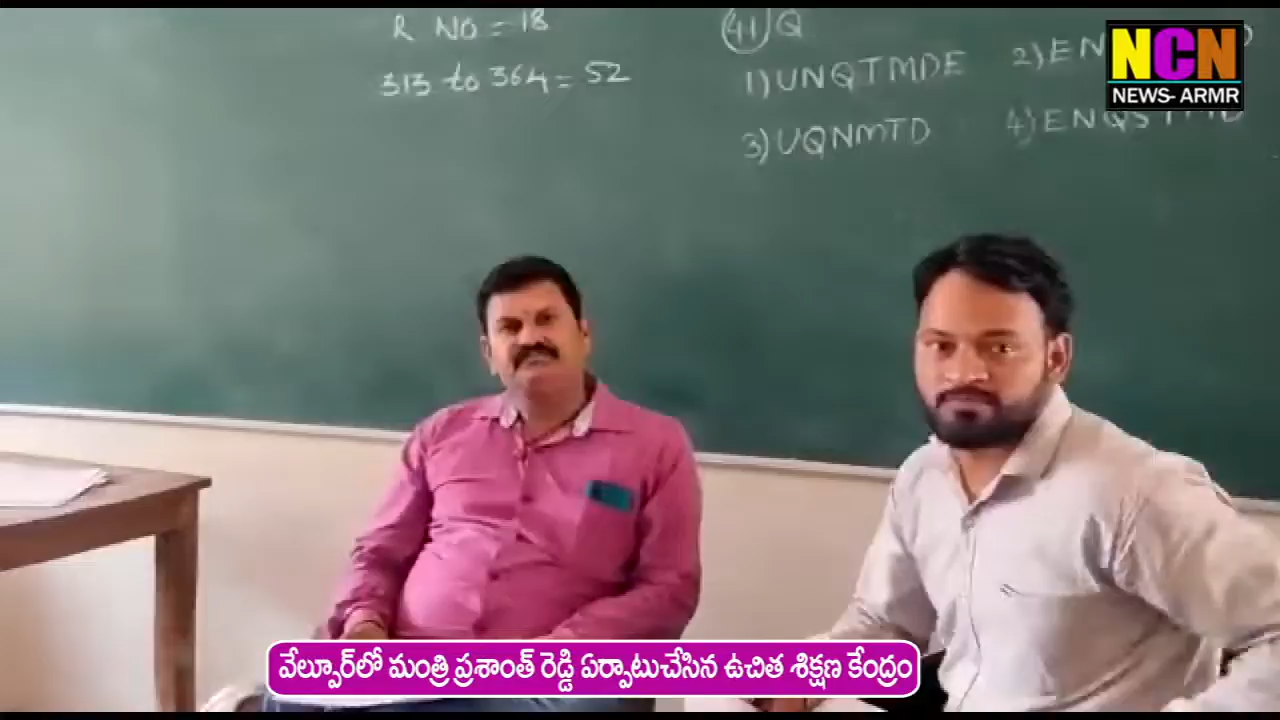 R NO = 18
313 to 364 = 52
41) Q
1) UNQTMDE 2) EN
3) UQNMTD 4) ENQSTMD
NCN
NEWS- ARMR
వేల్పూర్‌లో మంత్రి ప్రశాంత్ రెడ్డి ఏర్పాటుచేసిన ఉచిత శిక్షణ కేంద్రం